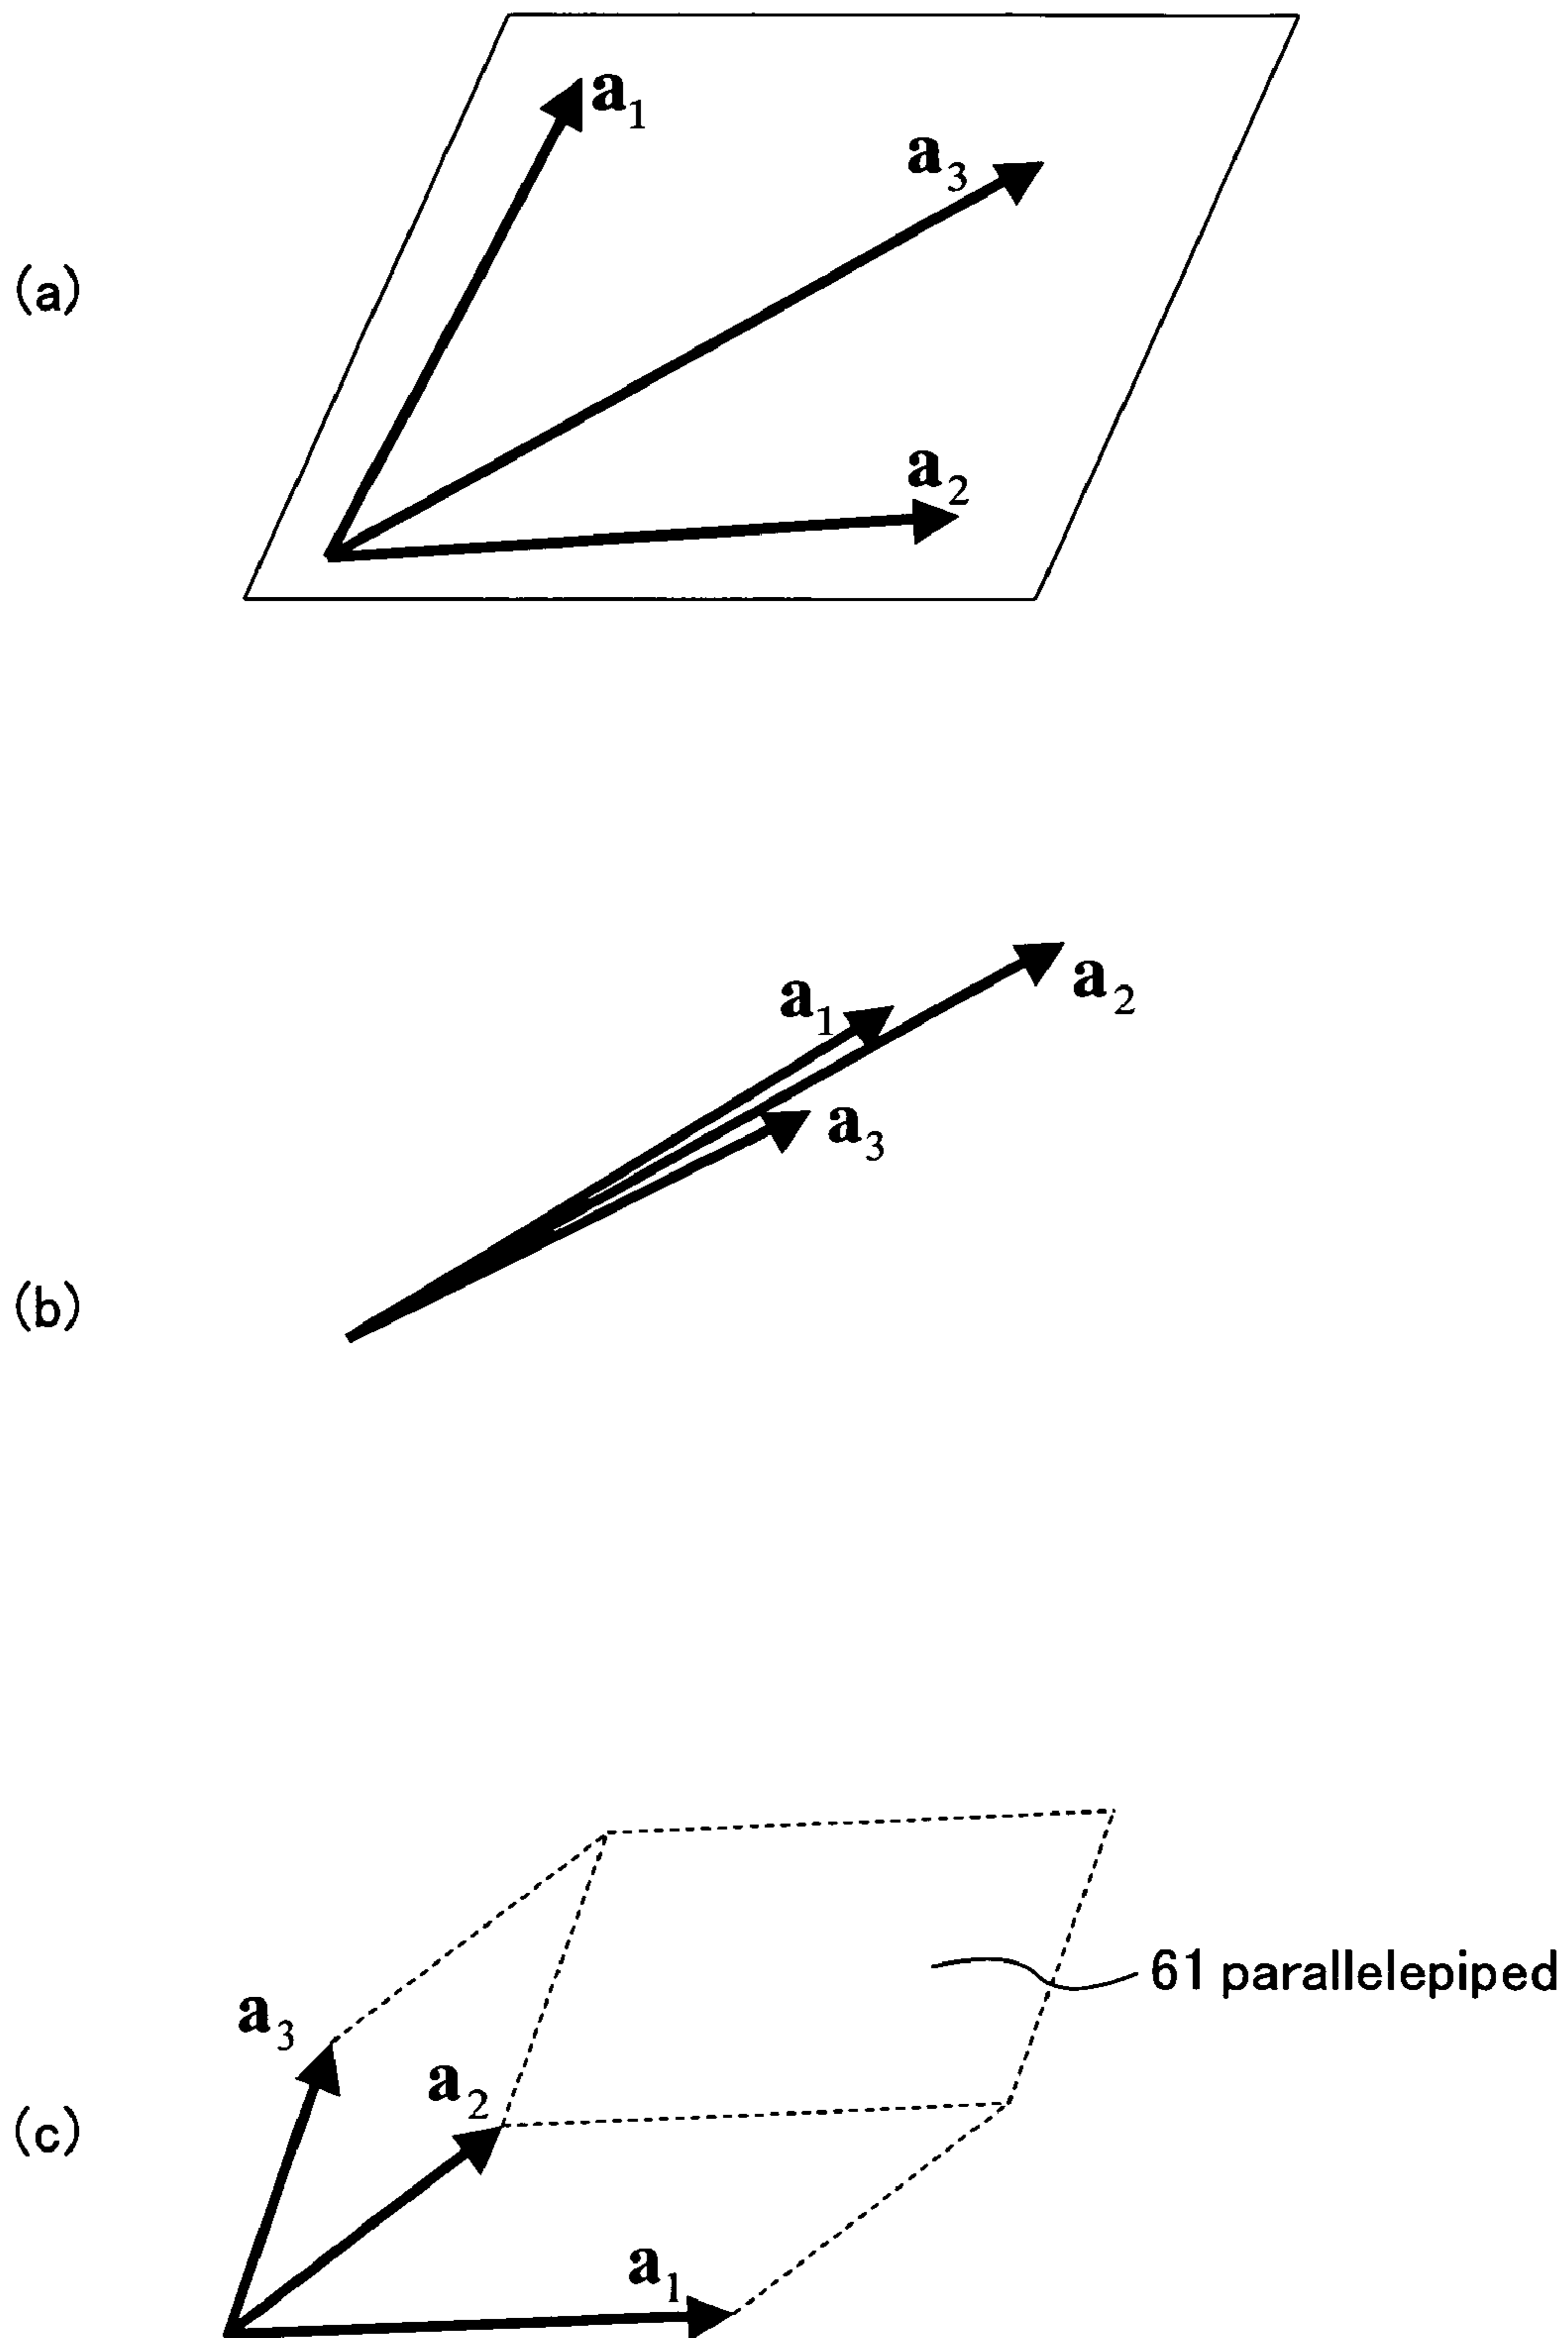 a₁
a₃
(a)
a₂
a₁
a₂
a₃
(b)
61 parallelepiped
a₃
a₂
(c)
a₁